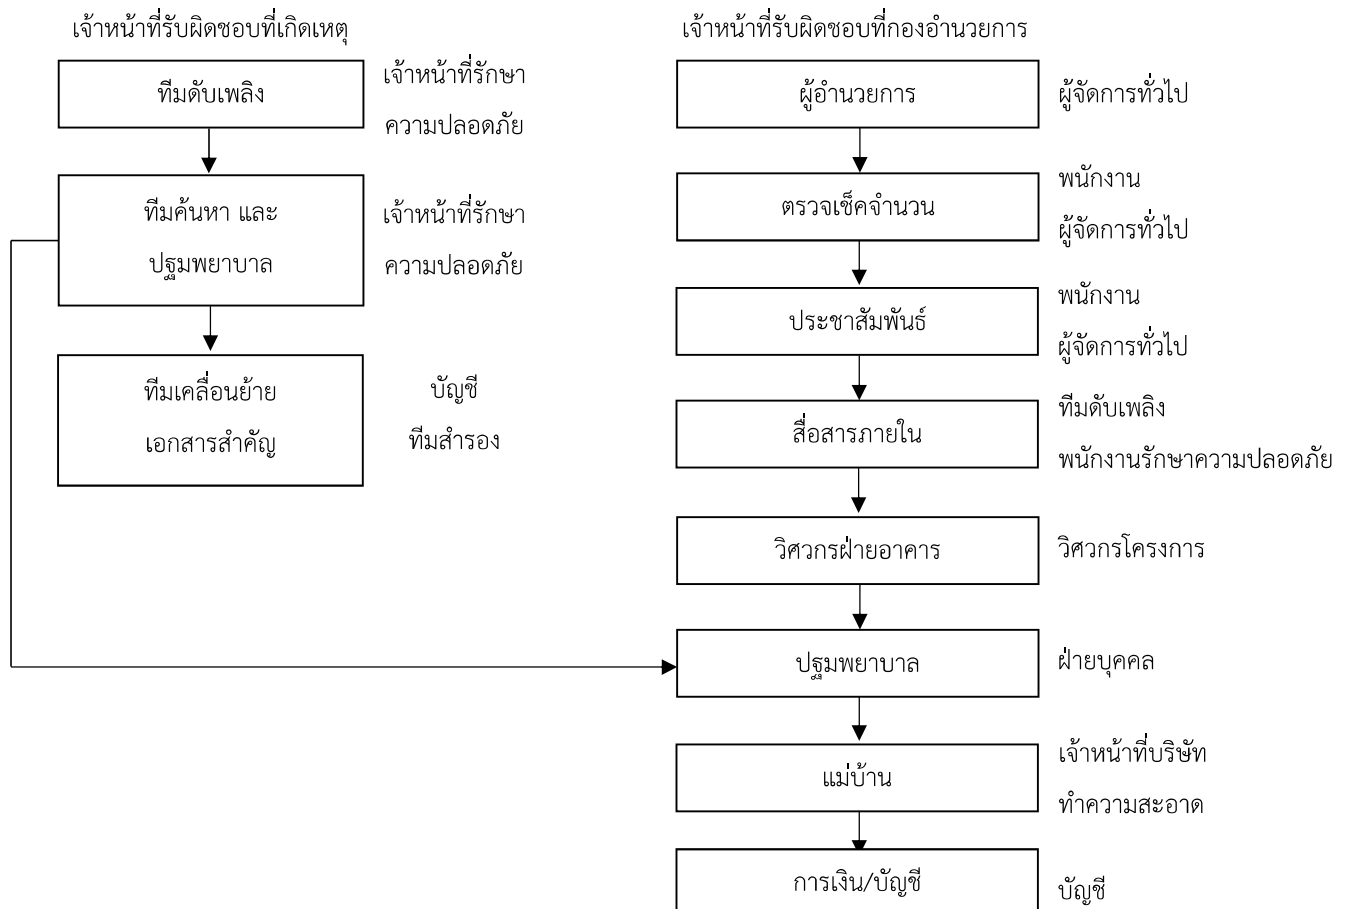 เจ้าหน้าที่รับผิดชอบที่เกิดเหตุ
ทีมดับเพลิง
เจ้าหน้าที่รักษา
ความปลอดภัย
ทีมค้นหา และ
ปฐมพยาบาล
เจ้าหน้าที่รักษา
ความปลอดภัย
ทีมเคลื่อนย้าย
เอกสารสำคัญ
บัญชี
ทีมสำรอง
เจ้าหน้าที่รับผิดชอบที่กองอำนวยการ
ผู้อำนวยการ
ผู้จัดการทั่วไป
ตรวจเช็คจำนวน
พนักงาน
ผู้จัดการทั่วไป
ประชาสัมพันธ์
พนักงาน
ผู้จัดการทั่วไป
สื่อสารภายใน
ทีมดับเพลิง
พนักงานรักษาความปลอดภัย
วิศวกรฝ่ายอาคาร
วิศวกรโครงการ
ปฐมพยาบาล
ฝ่ายบุคคล
แม่บ้าน
เจ้าหน้าที่บริษัท
ทำความสะอาด
การเงิน/บัญชี
บัญชี